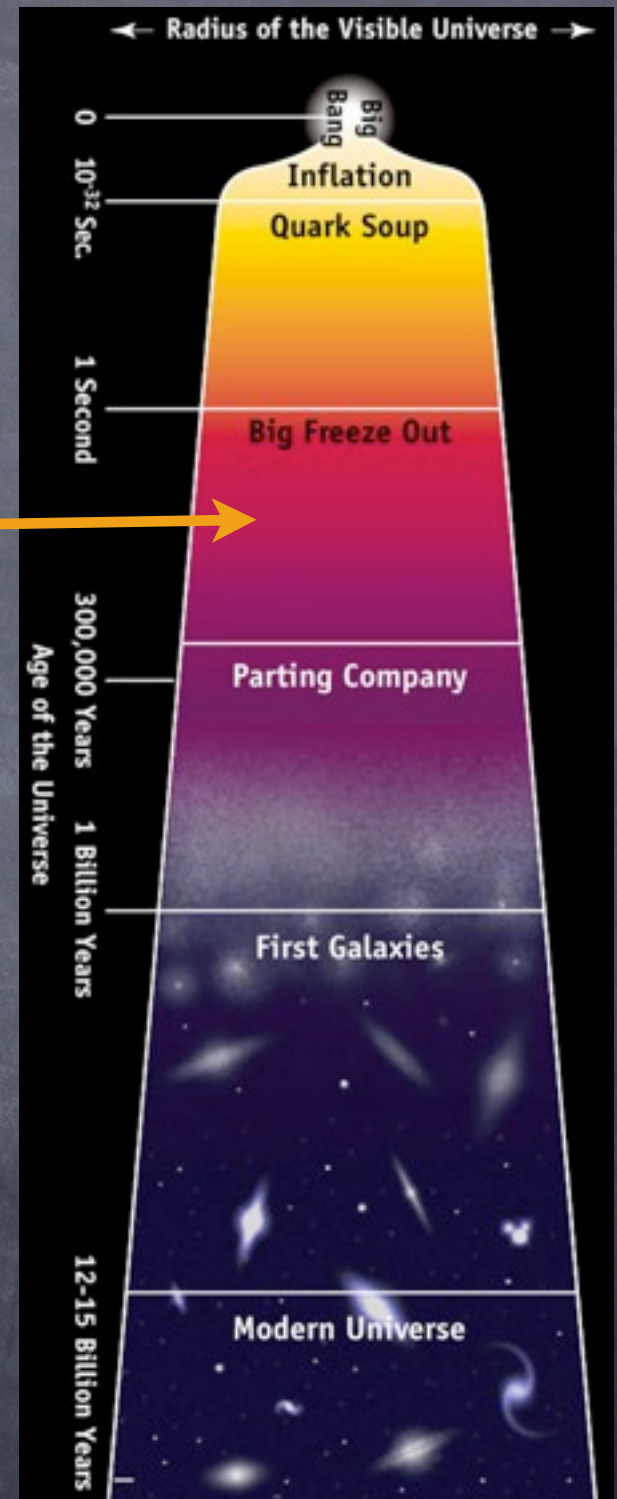 Radius of the Visible Universe
Big
Bang
0
Inflation
10-32 Sec.
Quark Soup
1 Second
Big Freeze Out
300,000 Years
Parting Company
Age of the Universe
1 Billion Years
First Galaxies
12-15 Billion Years
Modern Universe